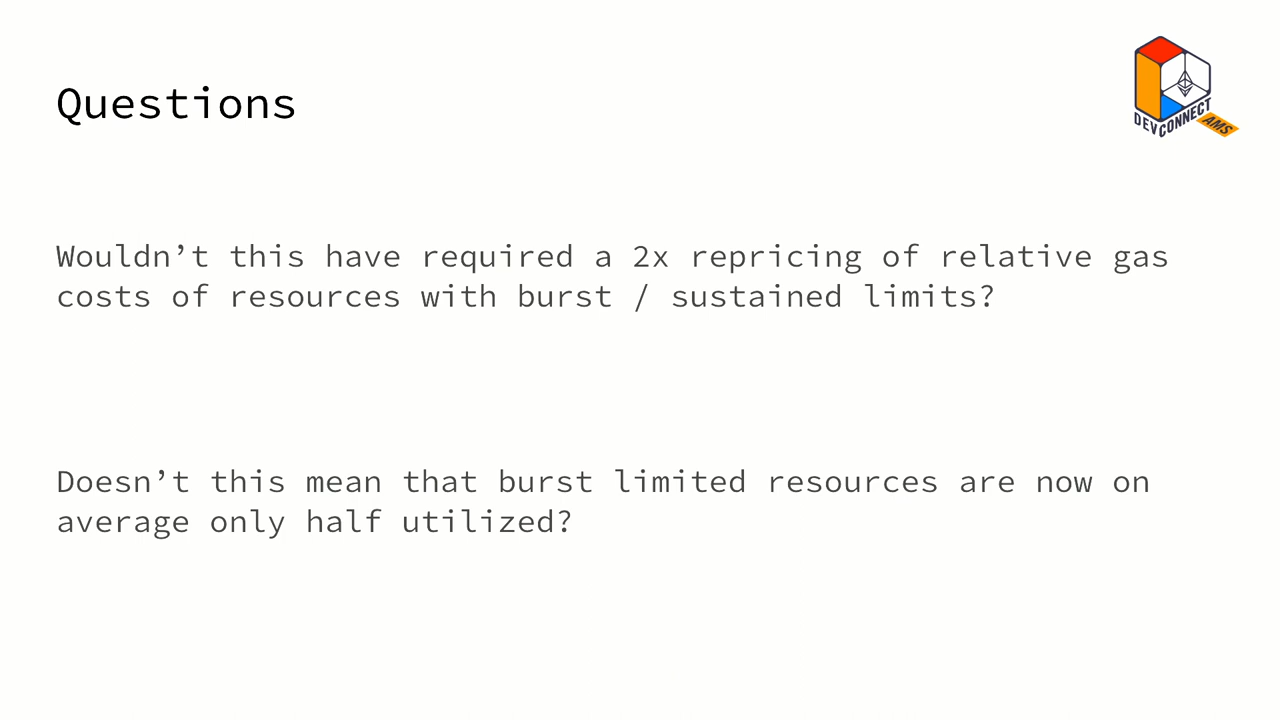 Questions
DEVCONNECT
AMS
Wouldn’t this have required a 2x repricing of relative gas
costs of resources with burst / sustained limits?
Doesn’t this mean that burst limited resources are now on
average only half utilized?